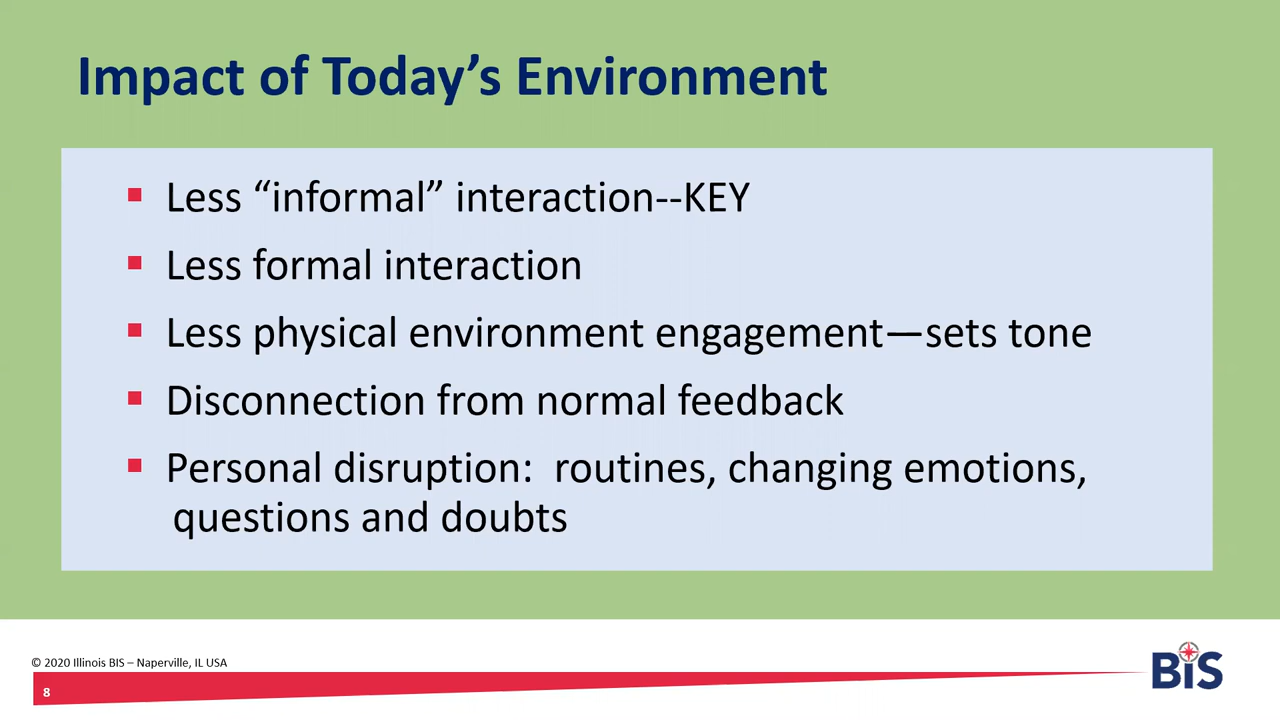 Impact of Today’s Environment
▪ Less “informal” interaction--KEY
▪ Less formal interaction
▪ Less physical environment engagement—sets tone
▪ Disconnection from normal feedback
▪ Personal disruption:  routines, changing emotions,
questions and doubts
© 2020 Illinois BIS – Naperville, IL USA
8
BiS